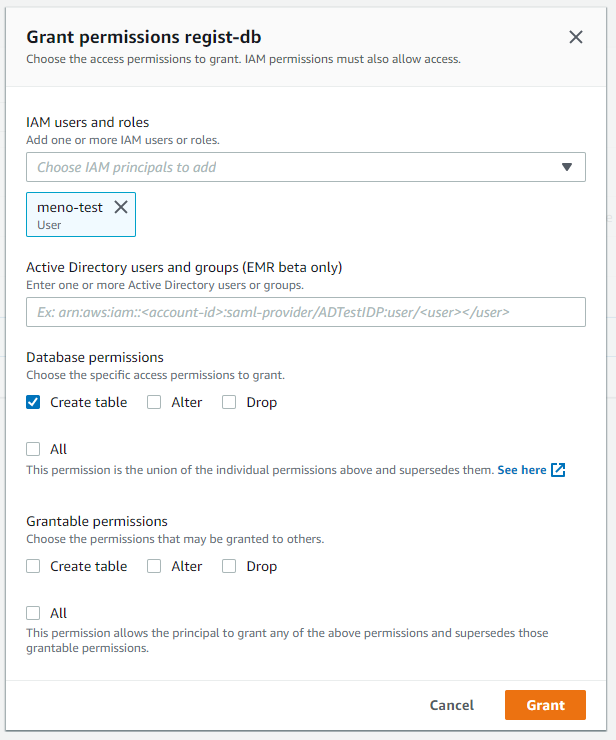 Grant permissions regist-db
Choose the access permissions to grant. IAM permissions must also allow access.
IAM users and roles
Add one or more IAM users or roles.
Choose IAM principals to add
meno-test
User
Active Directory users and groups (EMR beta only)
Enter one or more Active Directory users or groups.
Ex: arn:aws:iam::<account-id>:saml-provider/ADTestIDP:user/<user></user>
Database permissions
Choose the specific access permissions to grant.
Create table Alter Drop
All
This permission is the union of the individual permissions above and supersedes them. See here
Grantable permissions
Choose the permissions that may be granted to others.
Create table Alter Drop
All
This permission allows the principal to grant any of the above permissions and supersedes those
grantable permissions.
Cancel Grant